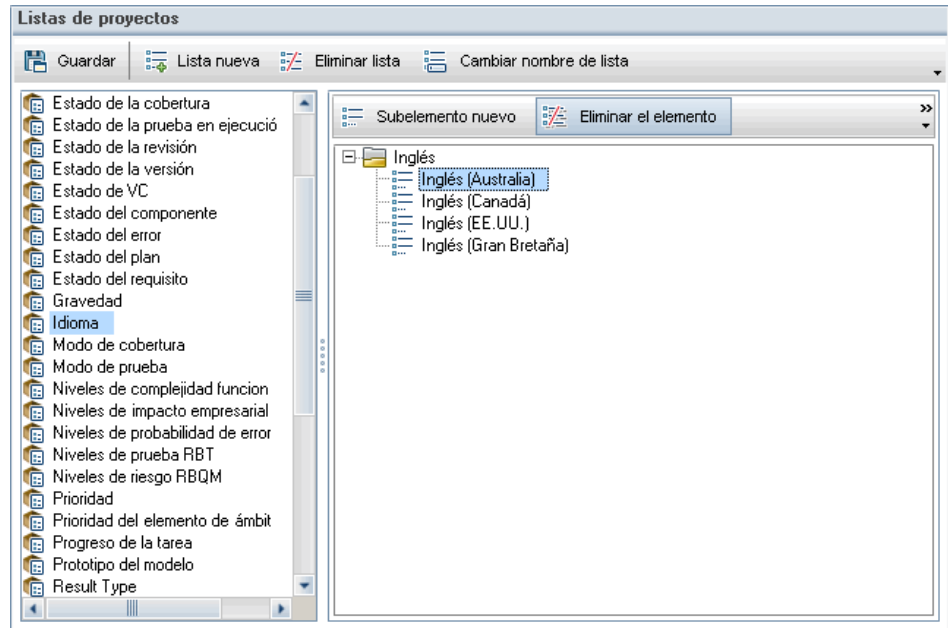 Listas de proyectos
Guardar Lista nueva Eliminar lista Cambiar nombre de lista
Estado de la cobertura
Estado de la prueba en ejecució
Estado de la revisión
Estado de la versión
Estado de VC
Estado del componente
Estado del error
Estado del plan
Estado del requisito
Gravedad
Idioma
Modo de cobertura
Modo de prueba
Niveles de complejidad funcion
Niveles de impacto empresarial
Niveles de probabilidad de error
Niveles de prueba RBT
Niveles de riesgo RBQM
Prioridad
Prioridad del elemento de ámbit
Progreso de la tarea
Prototipo del modelo
Result Type
Subelemento nuevo Eliminar el elemento
Inglés
Inglés (Australia)
Inglés (Canadá)
Inglés (EE.UU.)
Inglés (Gran Bretaña)